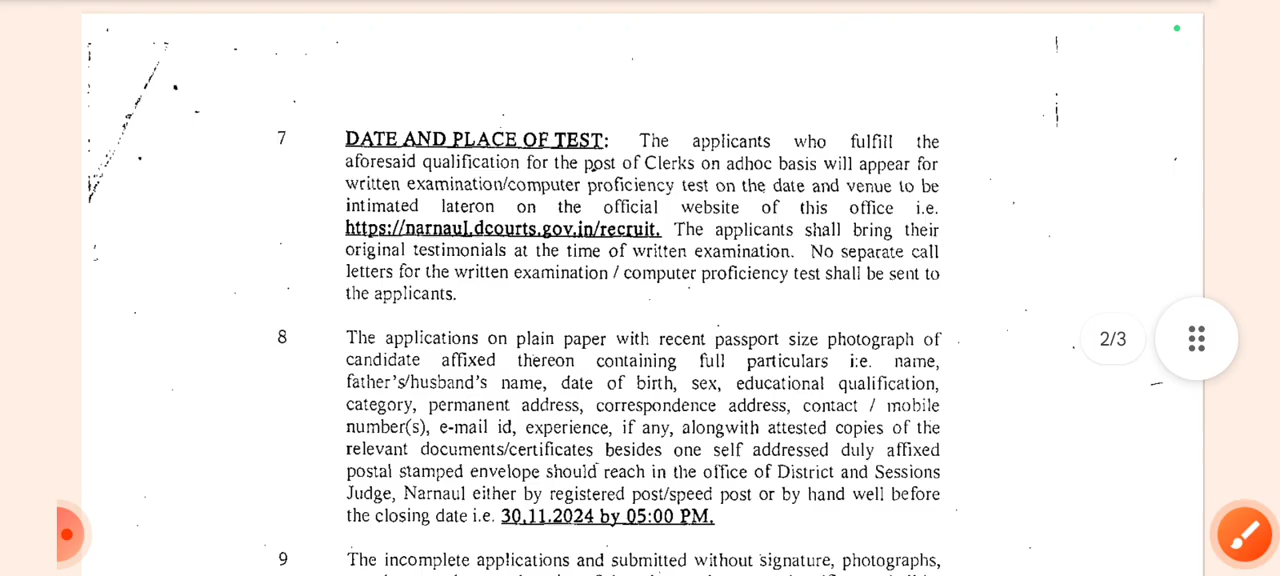 7 DATE AND PLACE OF TEST: The applicants who fulfill the
aforesaid qualification for the post of Clerks on adhoc basis will appear for
written examination/computer proficiency test on the date and venue to be
intimated lateron on the official website of this office i.e.
https://narnaul.dcourts.gov.in/recruit. The applicants shall bring their
original testimonials at the time of written examination. No separate call
letters for the written examination / computer proficiency test shall be sent to
the applicants.
8 The applications on plain paper with recent passport size photograph of
candidate affixed thereon containing full particulars i.e. name,
father's/husband's name, date of birth, sex, educational qualification,
category, permanent address, correspondence address, contact / mobile
number(s), e-mail id, experience, if any, alongwith attested copies of the
relevant documents/certificates besides one self addressed duly affixed
postal stamped envelope should reach in the office of District and Sessions
Judge, Narnaul either by registered post/speed post or by hand well before
the closing date i.e. 30.11.2024 by 05:00 PM.
9 The incomplete applications and submitted without signature, photographs,
2/3